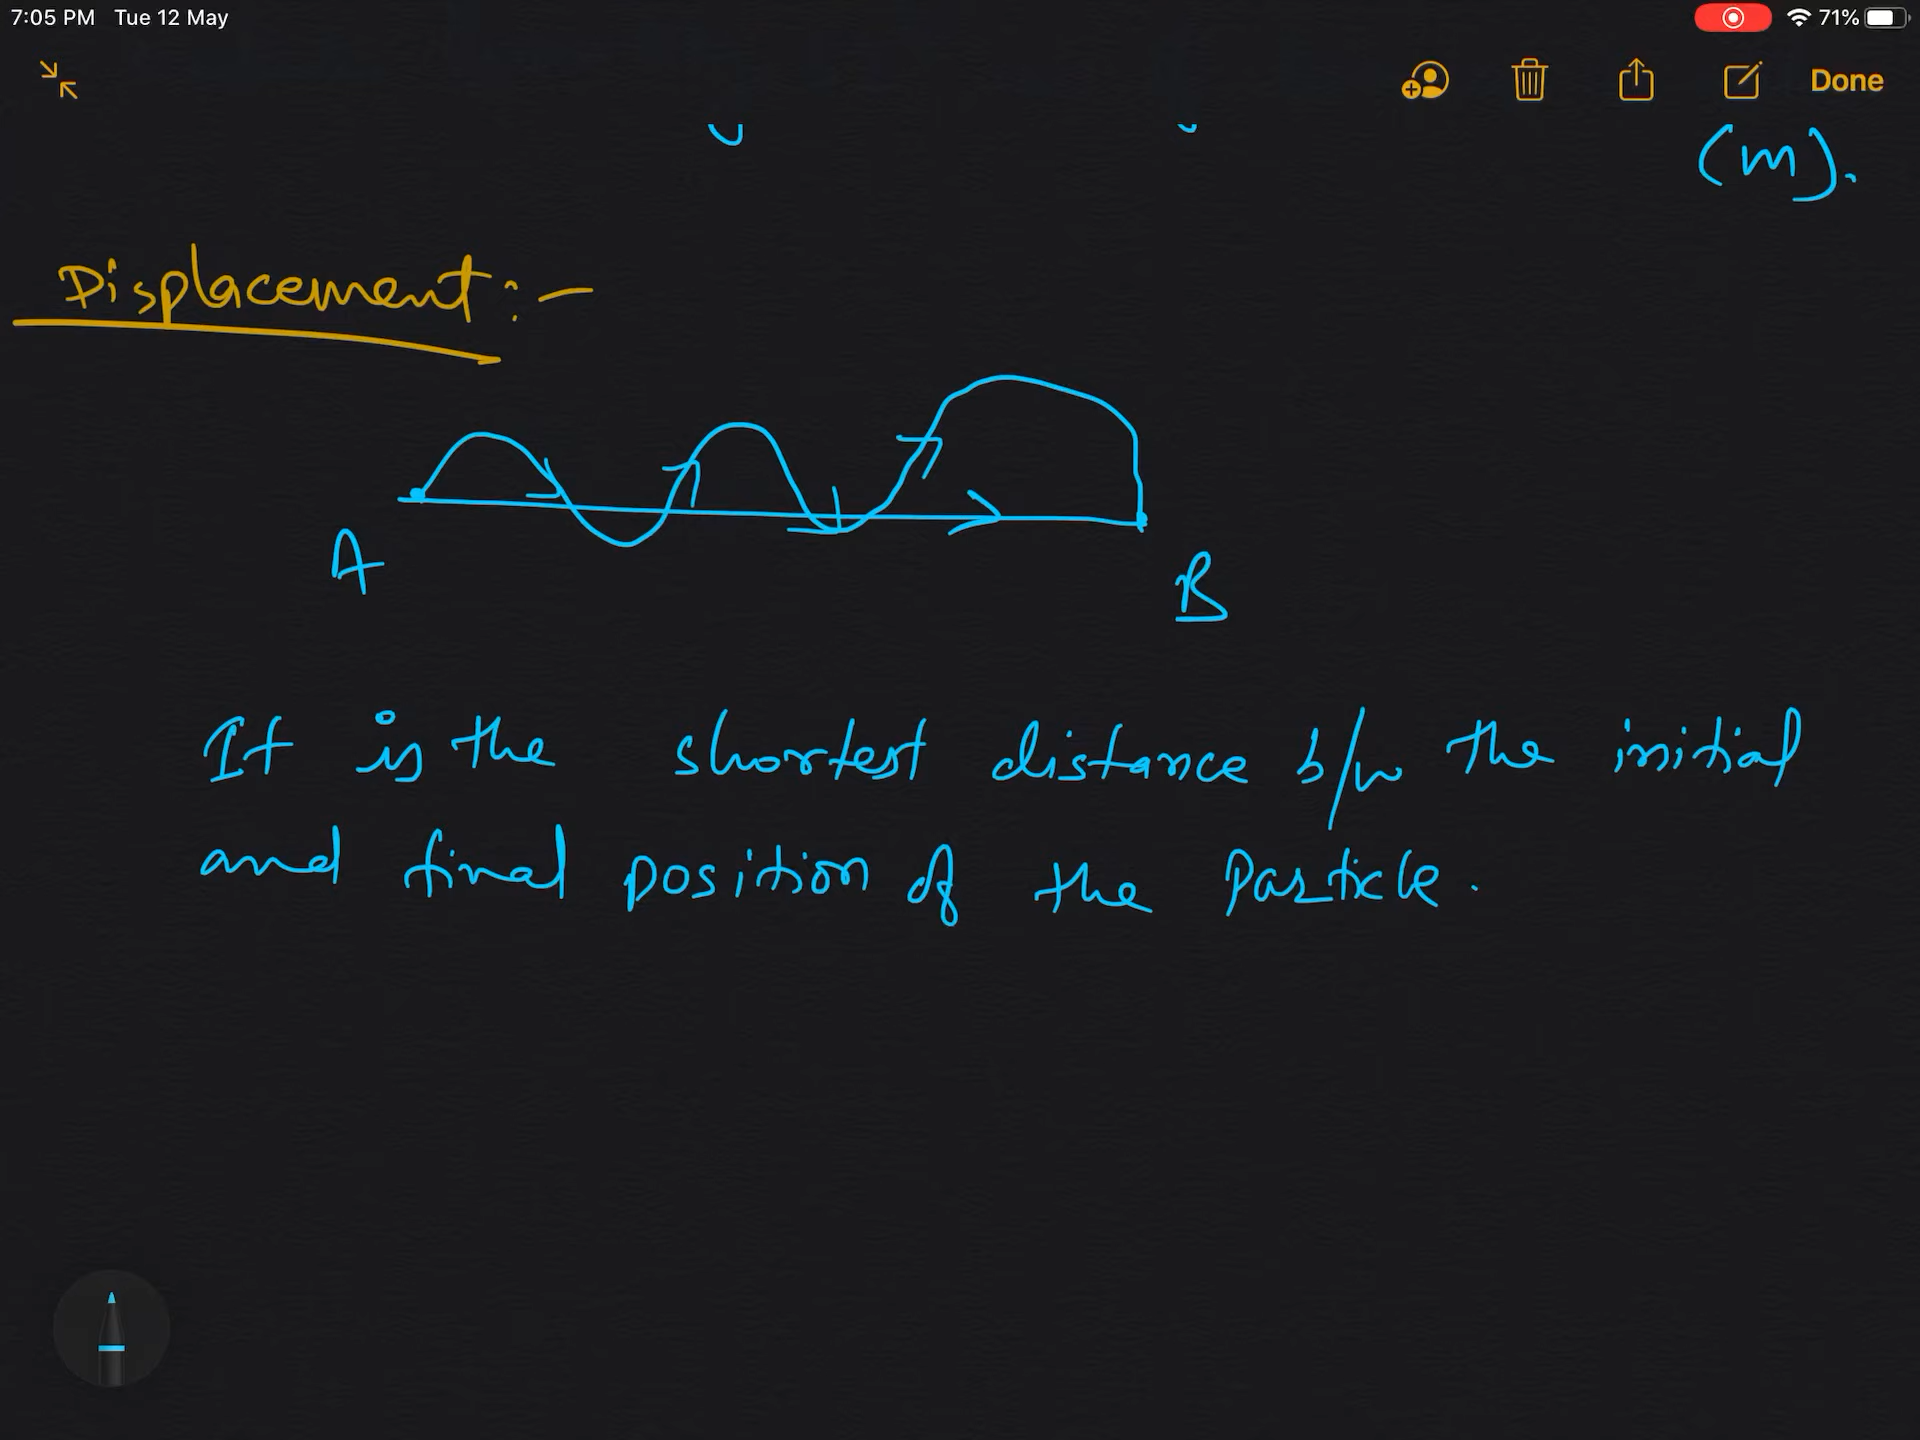 7:05 PM Tue 12 May 71%
Done
(m).
Displacement:-
A
B
It is the shortest distance b/w the initial
and final position of the particle.